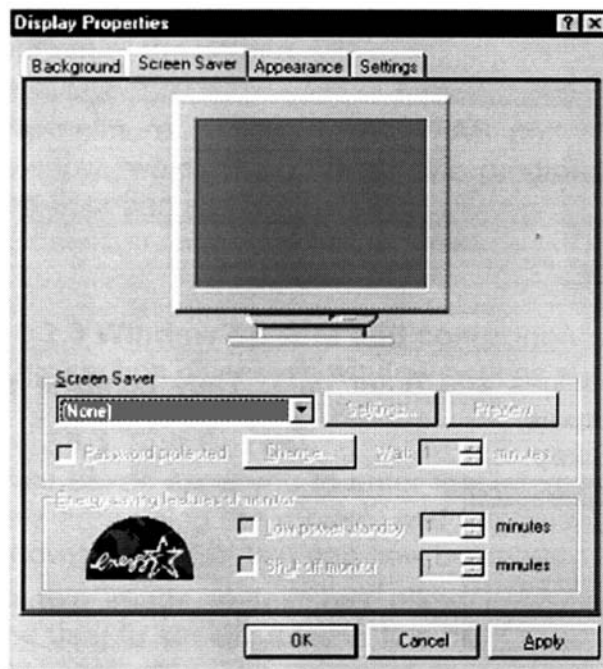 Display Properties
Background Screen Saver Appearance Settings
Screen Saver
(None) Settings... Preview
Password protected Change... Wait: 1 minutes
Energy saving features of monitor
Low power standby 1 minutes
Shut off monitor 1 minutes
energy
OK Cancel Apply